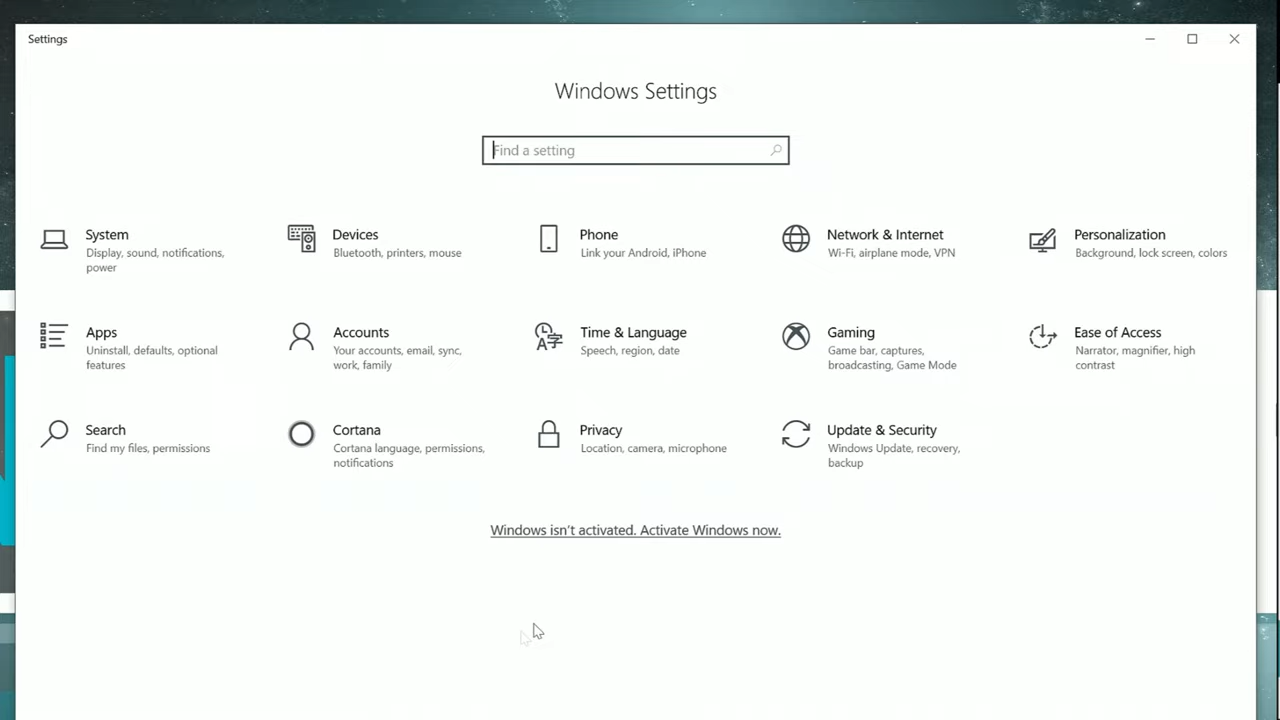 Settings
Windows Settings
Find a setting
System
Display, sound, notifications,
power
Devices
Bluetooth, printers, mouse
Phone
Link your Android, iPhone
Network & Internet
Wi-Fi, airplane mode, VPN
Personalization
Background, lock screen, colors
Apps
Uninstall, defaults, optional
features
Accounts
Your accounts, email, sync,
work, family
Time & Language
Speech, region, date
Gaming
Game bar, captures,
broadcasting, Game Mode
Ease of Access
Narrator, magnifier, high
contrast
Search
Find my files, permissions
Cortana
Cortana language, permissions,
notifications
Privacy
Location, camera, microphone
Update & Security
Windows Update, recovery,
backup
Windows isn't activated. Activate Windows now.